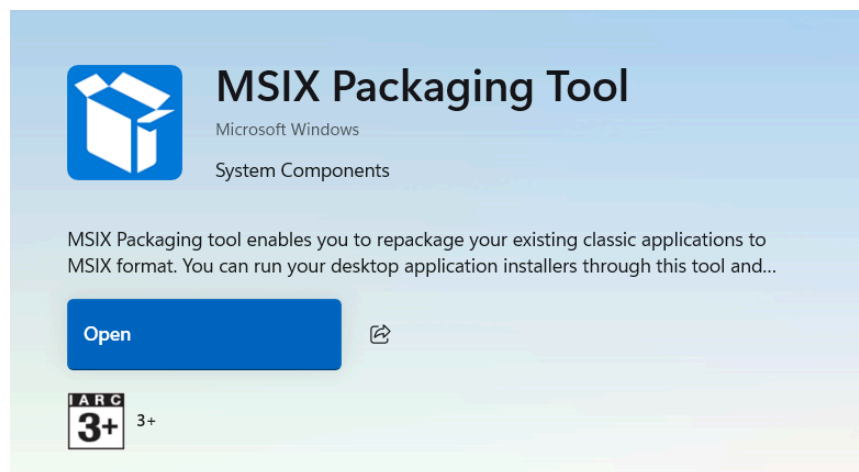 MSIX Packaging Tool
Microsoft Windows
System Components
MSIX Packaging tool enables you to repackage your existing classic applications to
MSIX format. You can run your desktop application installers through this tool and...
Open
IARC
3+
3+